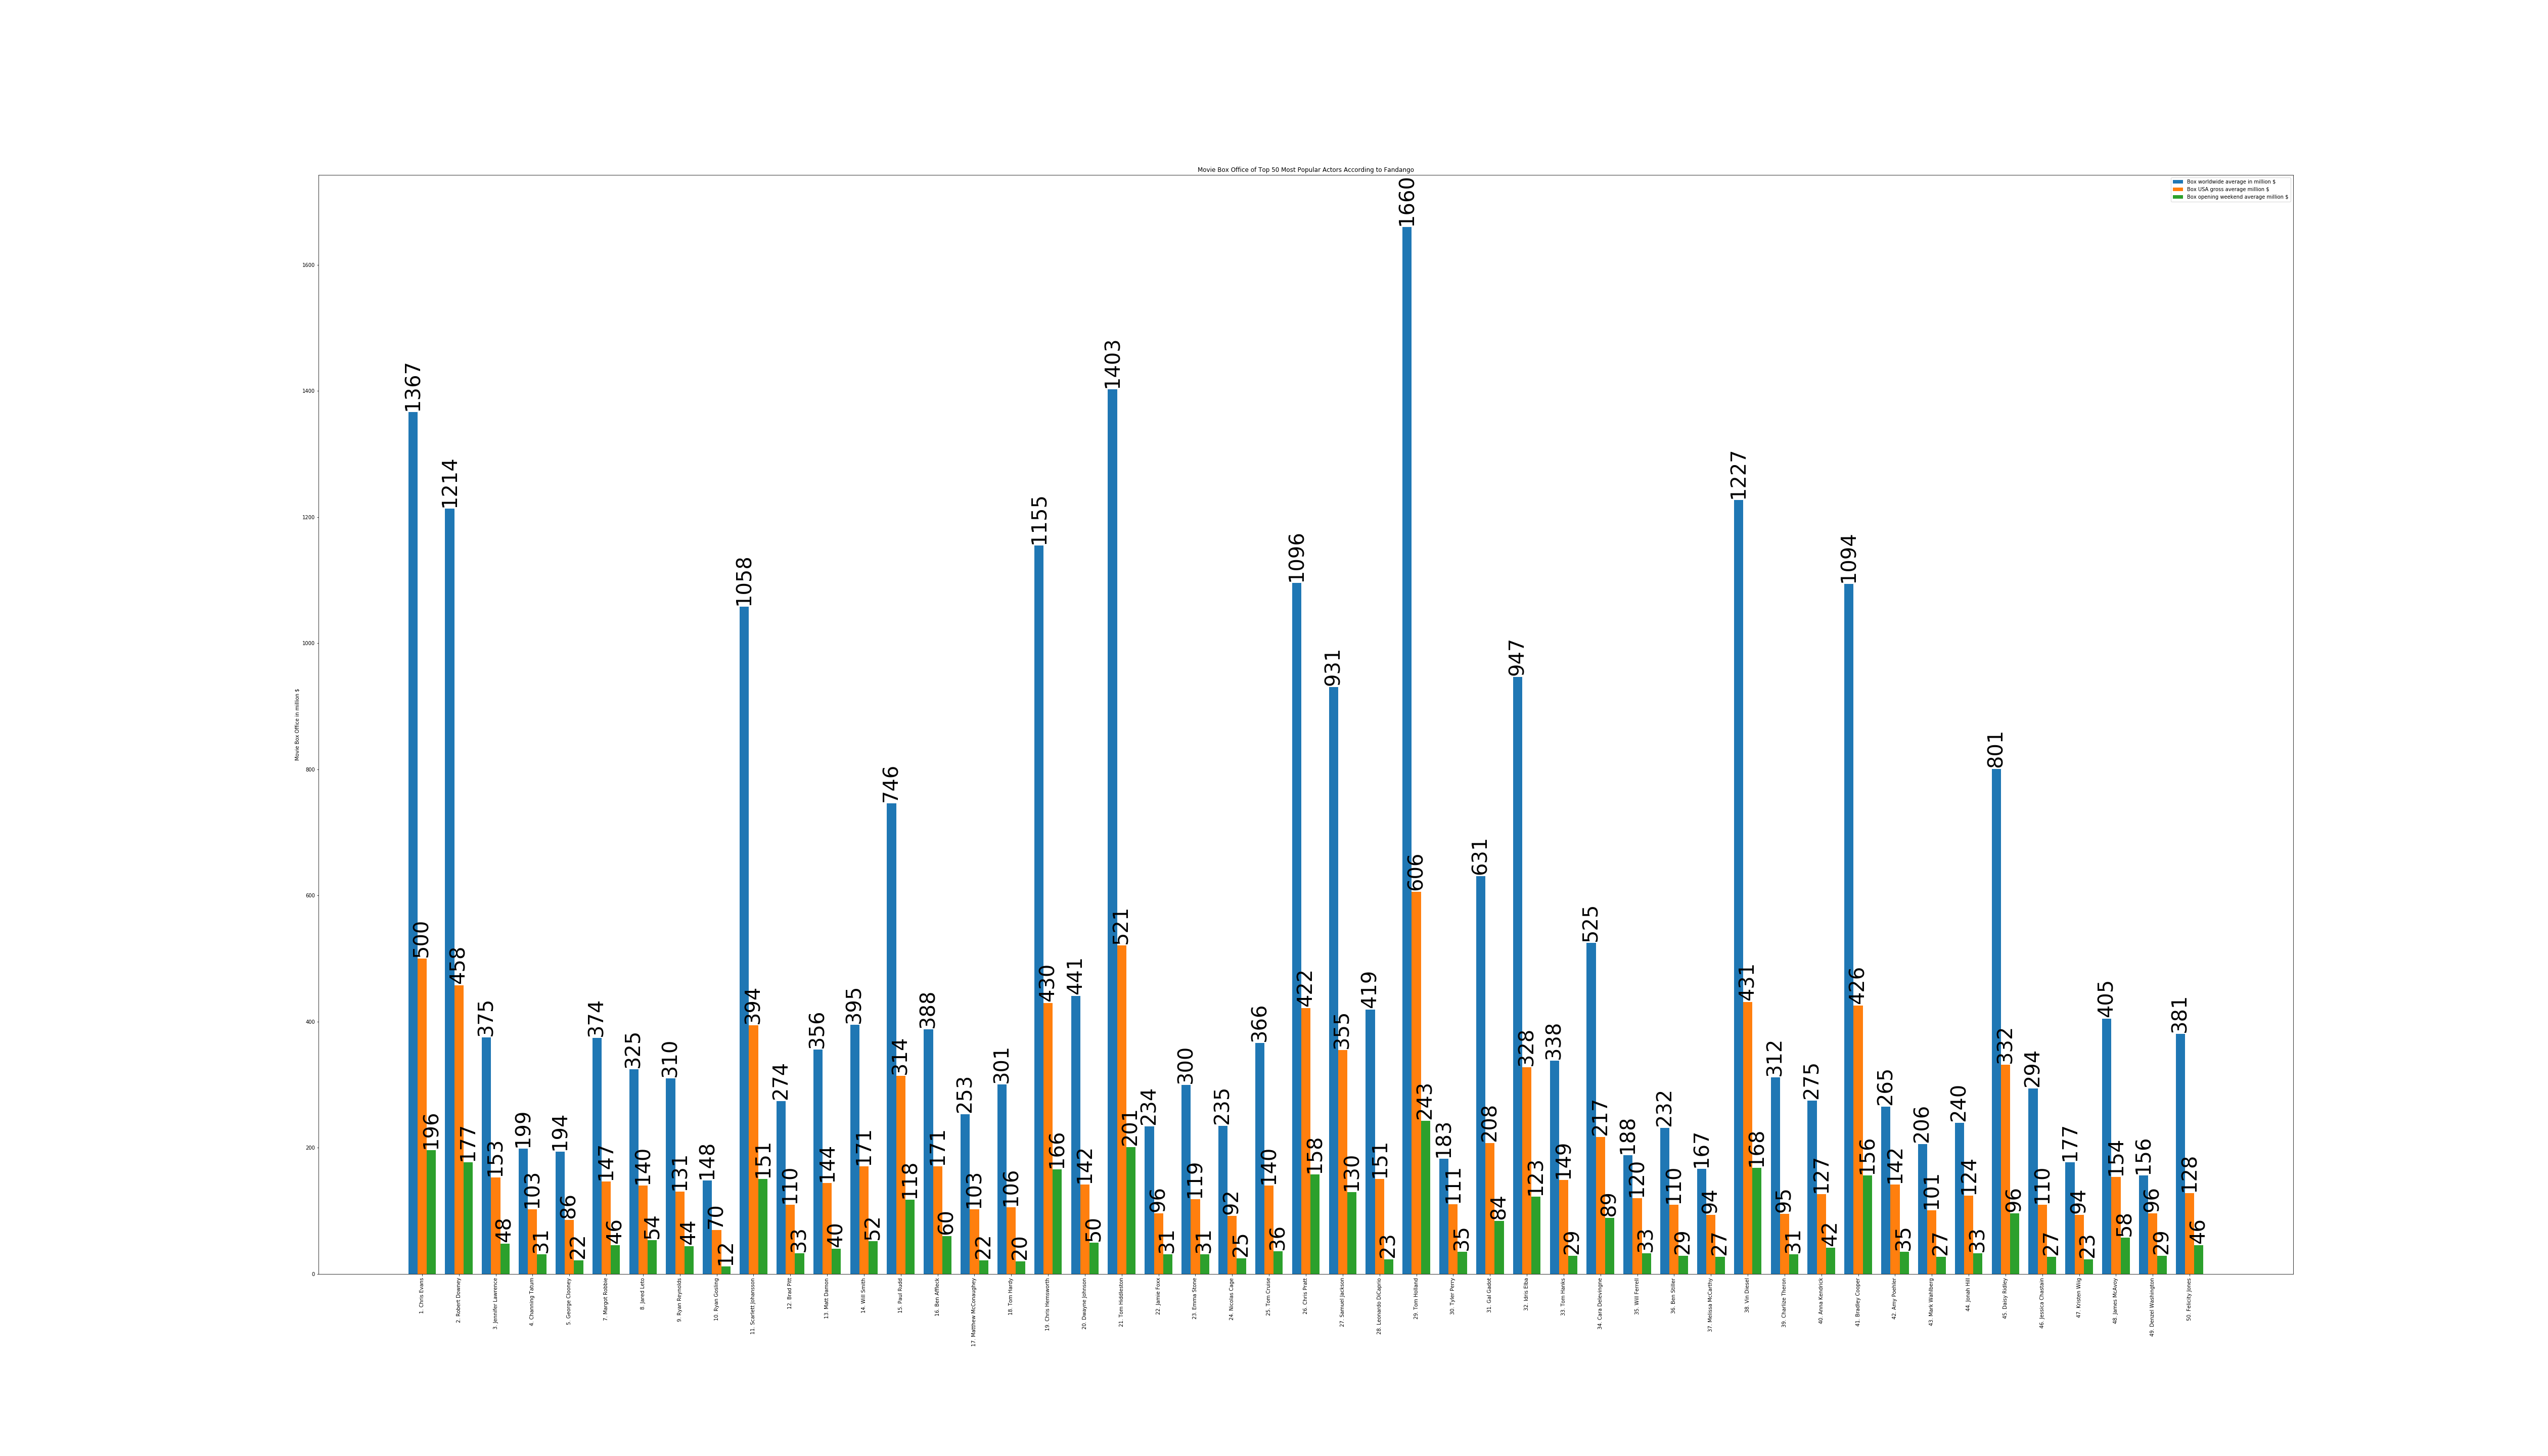 Movie Box Office of Top 50 Most Popular Actors According to Fandango
Box worldwide average in million $
Box USA gross average million $
Box opening weekend average million $
Movie Box Office in million $
1600
1400
1200
1000
800
600
400
200
0
1367
500
196
1214
458
177
375
153
48
199
103
31
194
86
22
374
147
46
325
140
54
310
131
44
148
70
12
1058
394
151
274
110
33
356
144
40
395
171
52
746
314
118
388
171
60
253
103
22
301
106
20
1155
430
166
441
142
50
1403
521
201
234
96
31
300
119
31
235
92
25
366
140
36
1096
422
158
931
355
130
419
151
23
1660
606
243
183
111
35
631
208
84
947
328
123
338
149
29
525
217
89
188
120
33
232
110
29
167
94
27
1227
431
168
312
95
31
275
127
42
1094
426
156
265
142
35
206
101
27
240
124
33
801
332
96
294
110
27
177
94
23
405
154
58
156
96
29
381
128
46
1. Chris Evans
2. Robert Downey
3. Jennifer Lawrence
4. Channing Tatum
5. George Clooney
7. Margot Robbie
8. Jared Leto
9. Ryan Reynolds
10. Ryan Gosling
11. Scarlett Johansson
12. Brad Pitt
13. Matt Damon
14. Will Smith
15. Paul Rudd
16. Ben Affleck
17. Matthew McConaughey
18. Tom Hardy
19. Chris Hemsworth
20. Dwayne Johnson
21. Tom Hiddleston
22. Jamie Foxx
23. Emma Stone
24. Nicolas Cage
25. Tom Cruise
26. Chris Pratt
27. Samuel Jackson
28. Leonardo DiCaprio
29. Tom Holland
30. Tyler Perry
31. Gal Gadot
32. Idris Elba
33. Tom Hanks
34. Cara Delevingne
35. Will Ferrell
36. Ben Stiller
37. Melissa McCarthy
38. Vin Diesel
39. Charlize Theron
40. Anna Kendrick
41. Bradley Cooper
42. Amy Poehler
43. Mark Wahlberg
44. Jonah Hill
45. Daisy Ridley
46. Jessica Chastain
47. Kristen Wiig
48. James McAvoy
49. Denzel Washington
50. Felicity Jones